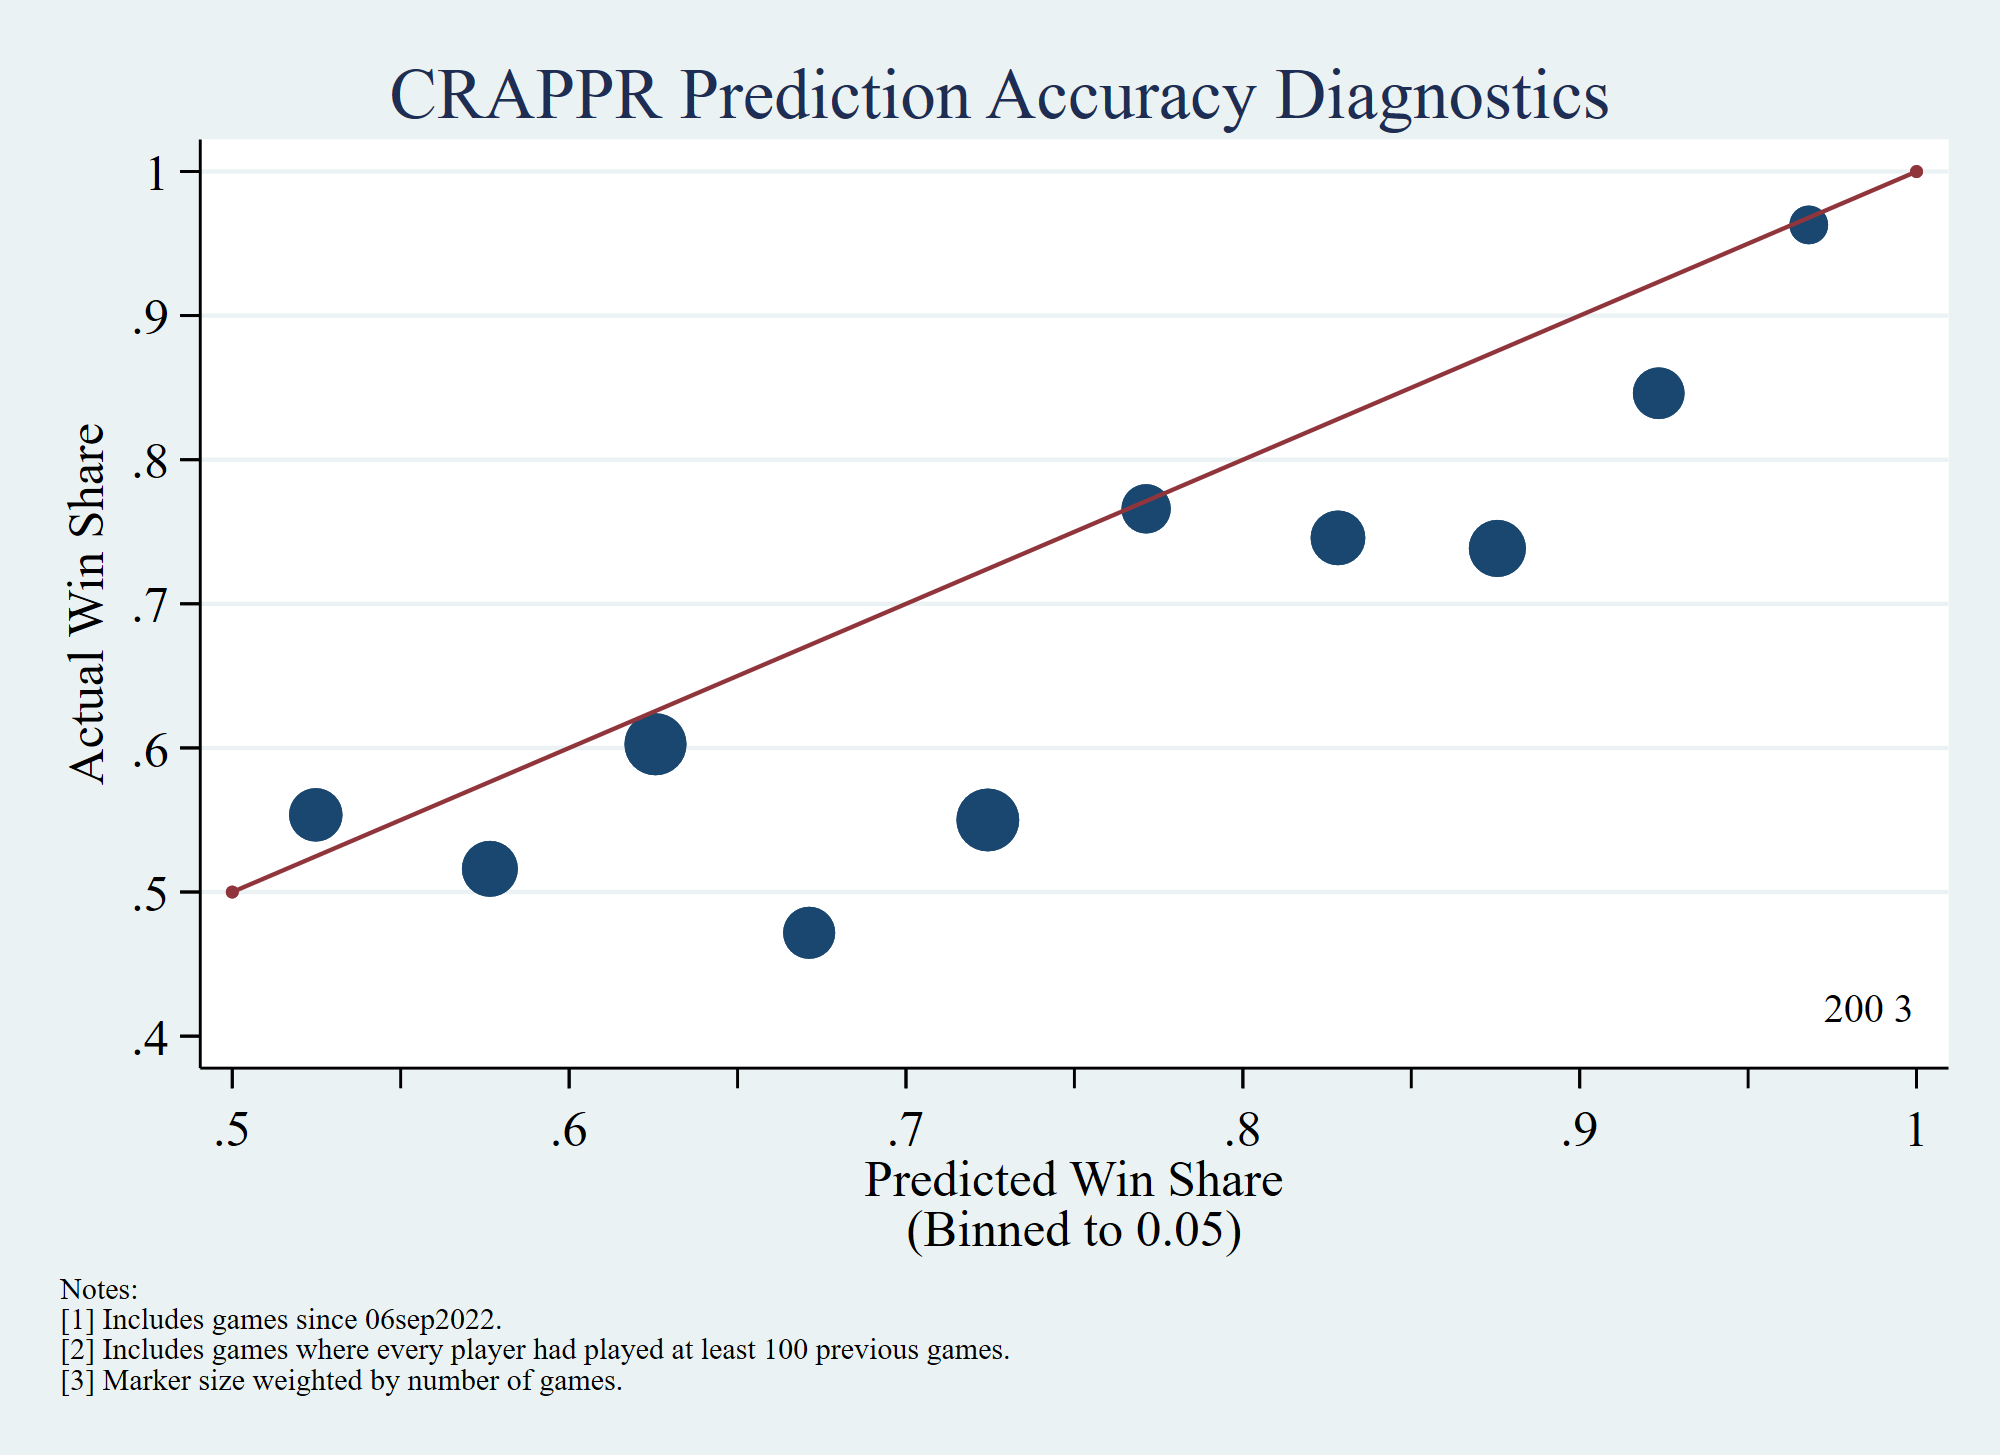 CRAPPR Prediction Accuracy Diagnostics
Actual Win Share
1
.9
.8
.7
.6
.5
.4
200 3
.5 .6 .7 .8 .9 1
Predicted Win Share
(Binned to 0.05)
Notes:
[1] Includes games since 06sep2022.
[2] Includes games where every player had played at least 100 previous games.
[3] Marker size weighted by number of games.